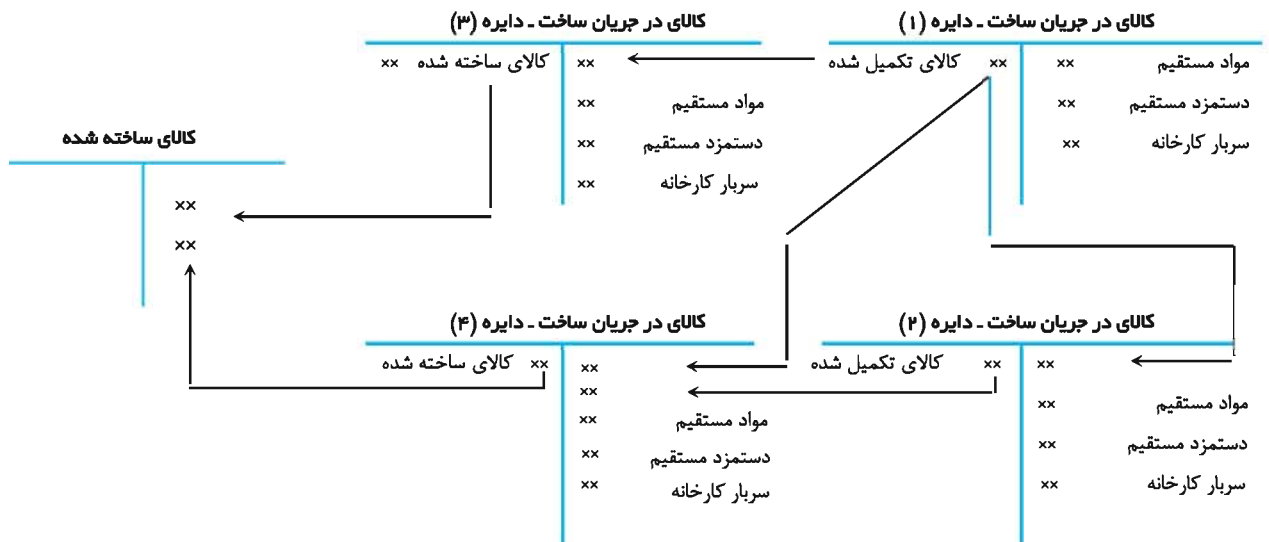 کالای در جریان ساخت ـ دایره (۱)
مواد مستقیم ××
×× کالای تکمیل شده
دستمزد مستقیم ××
سربار کارخانه ××
کالای در جریان ساخت ـ دایره (۳)
××
×× کالای ساخته شده
مواد مستقیم ××
دستمزد مستقیم ××
سربار کارخانه ××
کالای ساخته شده
××
××
کالای در جریان ساخت ـ دایره (۲)
××
×× کالای تکمیل شده
مواد مستقیم ××
دستمزد مستقیم ××
سربار کارخانه ××
کالای در جریان ساخت ـ دایره (۴)
××
×× کالای ساخته شده
××
مواد مستقیم ××
دستمزد مستقیم ××
سربار کارخانه ××